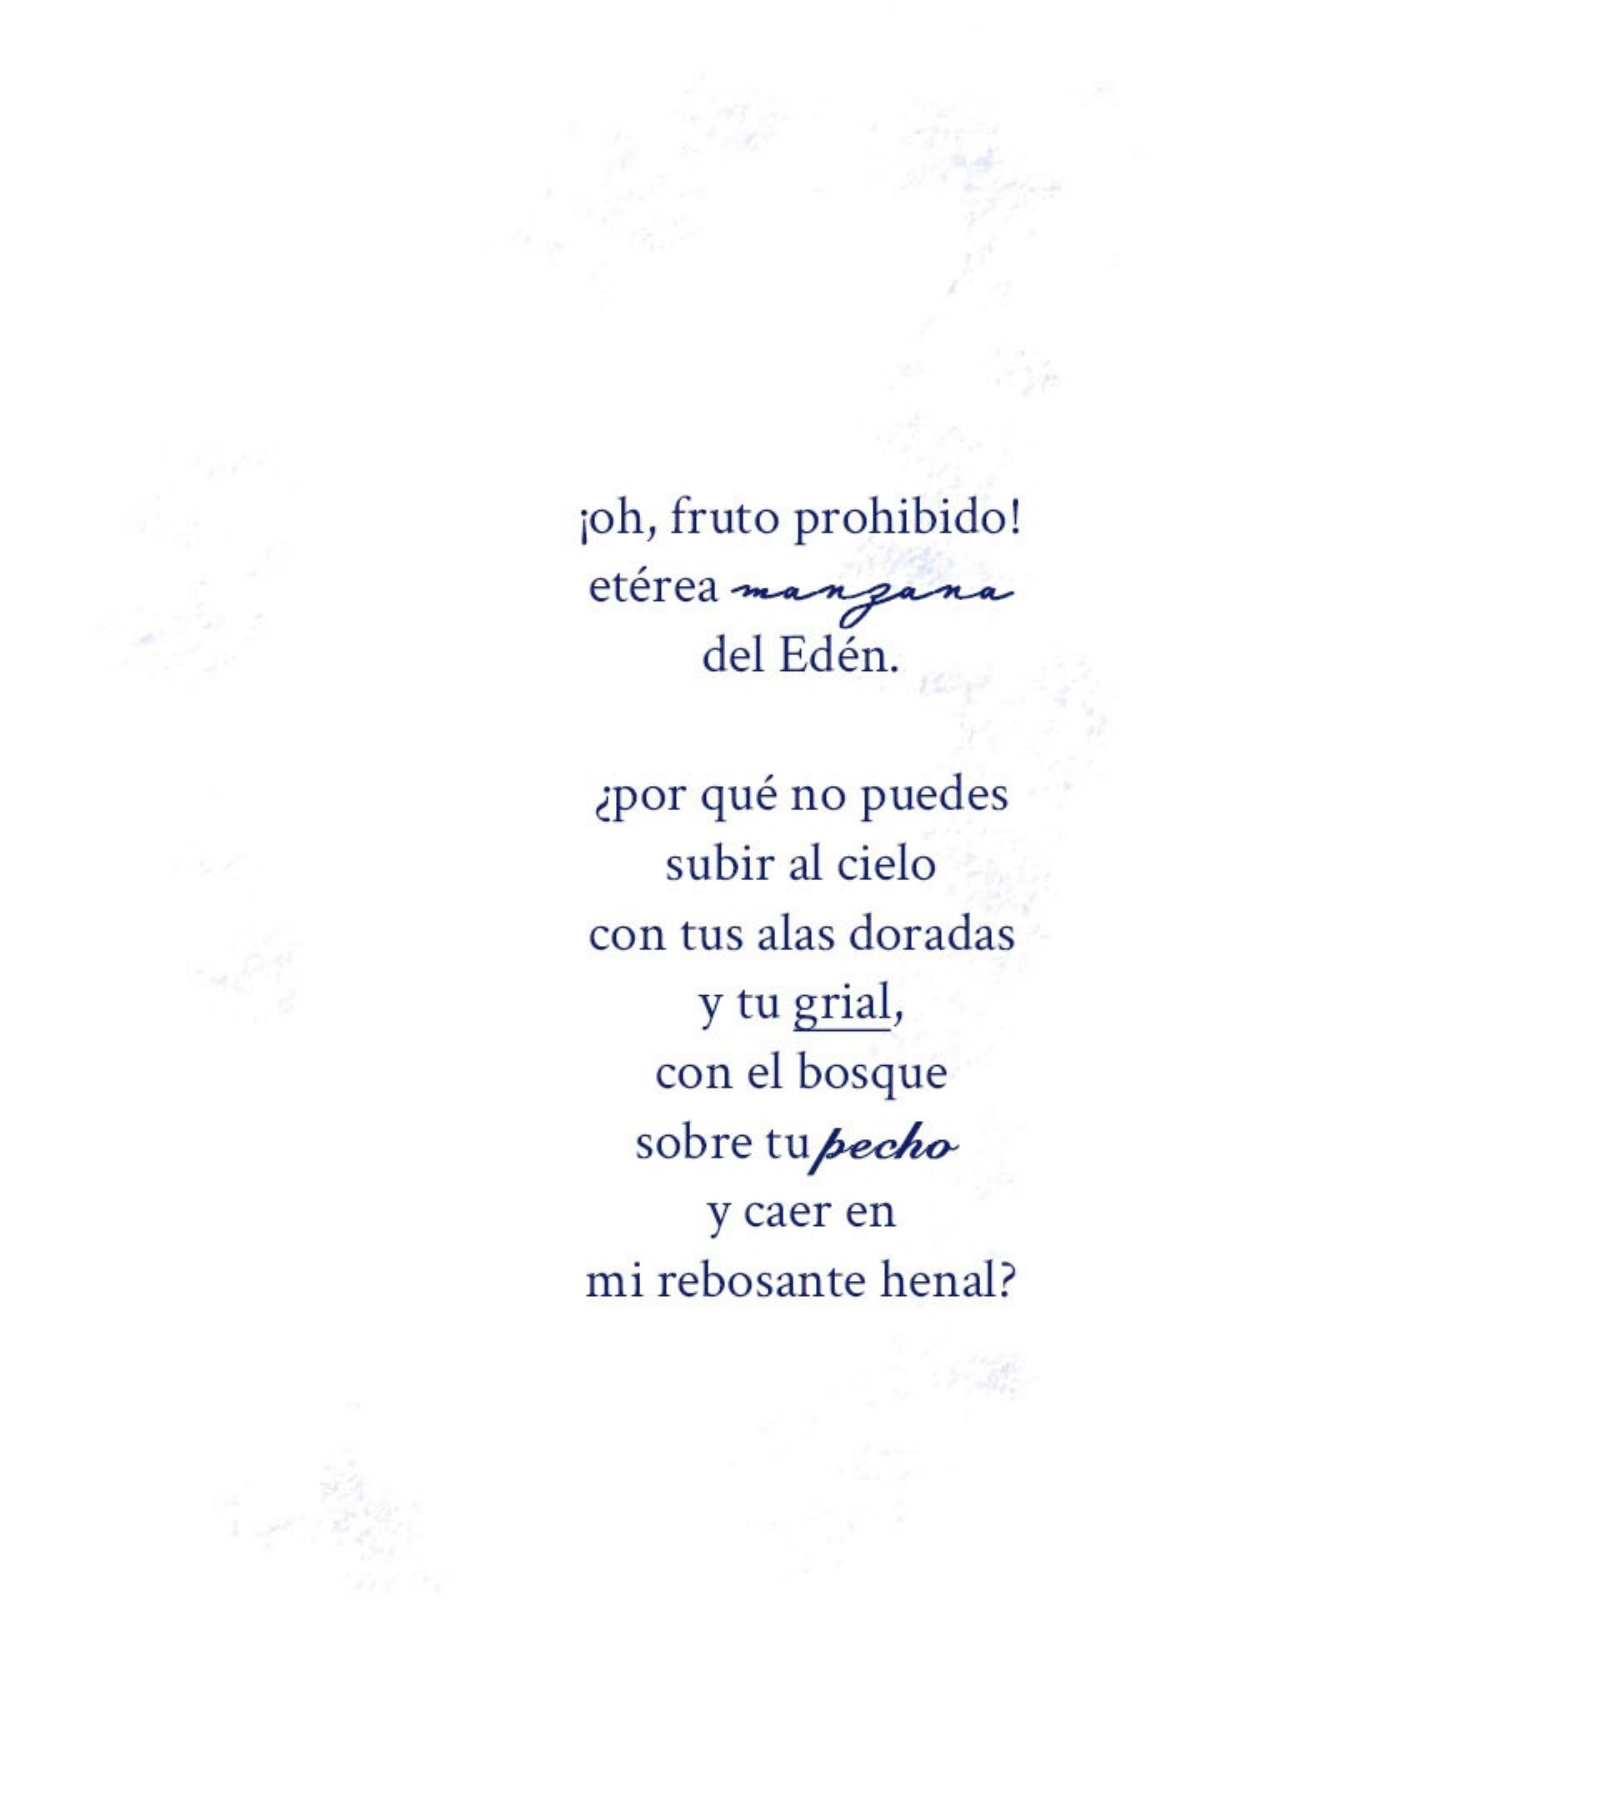 ¡oh, fruto prohibido!
etérea manzana
del Edén.
¿por qué no puedes
subir al cielo
con tus alas doradas
y tu grial,
con el bosque
sobre tu pecho
y caer en
mi rebosante henal?